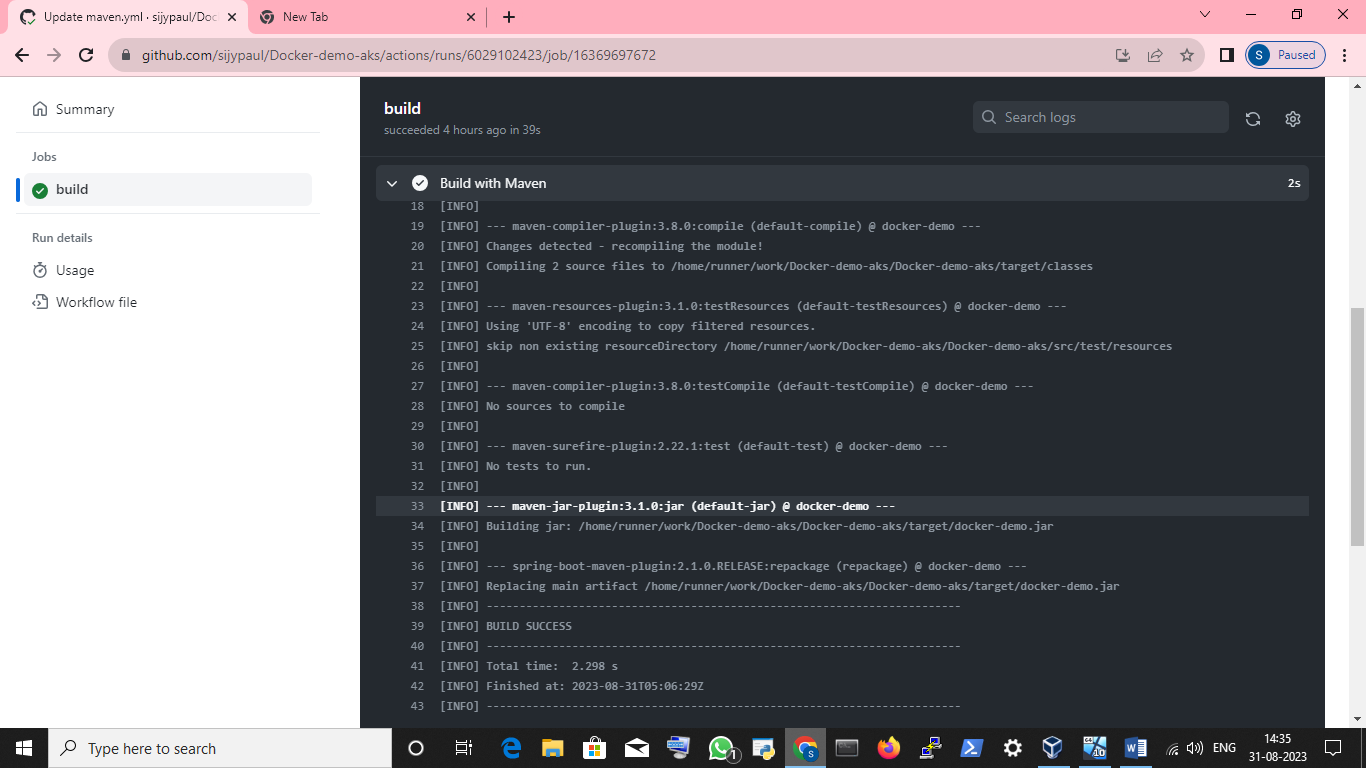 Update maven.yml · sijypaul/Doc
New Tab
github.com/sijypaul/Docker-demo-aks/actions/runs/6029102423/job/16369697672
S Paused
Summary
Jobs
build
Run details
Usage
Workflow file
build
succeeded 4 hours ago in 39s
Search logs
Build with Maven 2s
18 [INFO]
19 [INFO] --- maven-compiler-plugin:3.8.0:compile (default-compile) @ docker-demo ---
20 [INFO] Changes detected - recompiling the module!
21 [INFO] Compiling 2 source files to /home/runner/work/Docker-demo-aks/Docker-demo-aks/target/classes
22 [INFO]
23 [INFO] --- maven-resources-plugin:3.1.0:testResources (default-testResources) @ docker-demo ---
24 [INFO] Using 'UTF-8' encoding to copy filtered resources.
25 [INFO] skip non existing resourceDirectory /home/runner/work/Docker-demo-aks/Docker-demo-aks/src/test/resources
26 [INFO]
27 [INFO] --- maven-compiler-plugin:3.8.0:testCompile (default-testCompile) @ docker-demo ---
28 [INFO] No sources to compile
29 [INFO]
30 [INFO] --- maven-surefire-plugin:2.22.1:test (default-test) @ docker-demo ---
31 [INFO] No tests to run.
32 [INFO]
33 [INFO] --- maven-jar-plugin:3.1.0:jar (default-jar) @ docker-demo ---
34 [INFO] Building jar: /home/runner/work/Docker-demo-aks/Docker-demo-aks/target/docker-demo.jar
35 [INFO]
36 [INFO] --- spring-boot-maven-plugin:2.1.0.RELEASE:repackage (repackage) @ docker-demo ---
37 [INFO] Replacing main artifact /home/runner/work/Docker-demo-aks/Docker-demo-aks/target/docker-demo.jar
38 [INFO] ------------------------------------------------------------------------
39 [INFO] BUILD SUCCESS
40 [INFO] ------------------------------------------------------------------------
41 [INFO] Total time:  2.298 s
42 [INFO] Finished at: 2023-08-31T05:06:29Z
43 [INFO] ------------------------------------------------------------------------
Type here to search
1
S
10
ENG
14:35
31-08-2023